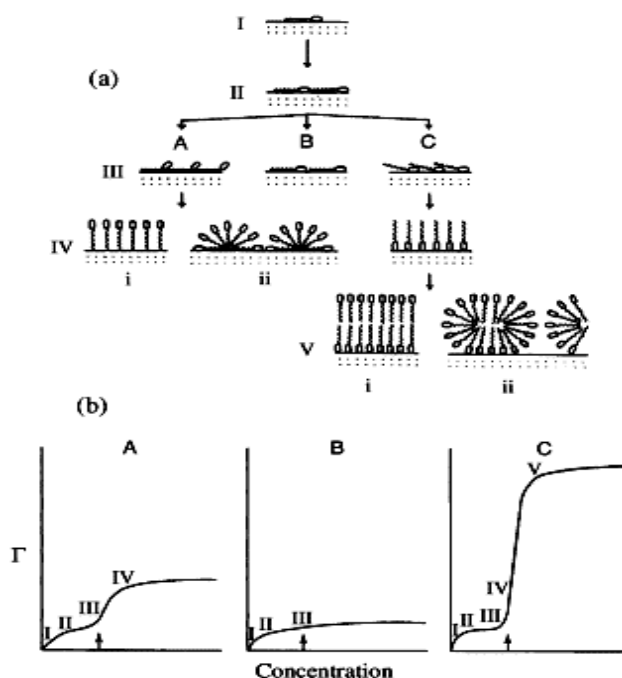 I
(a)
II
A B C
III
IV
i ii
V
i ii
(b)
A B C
Γ
I II III IV
I II III
I II III IV V
Concentration